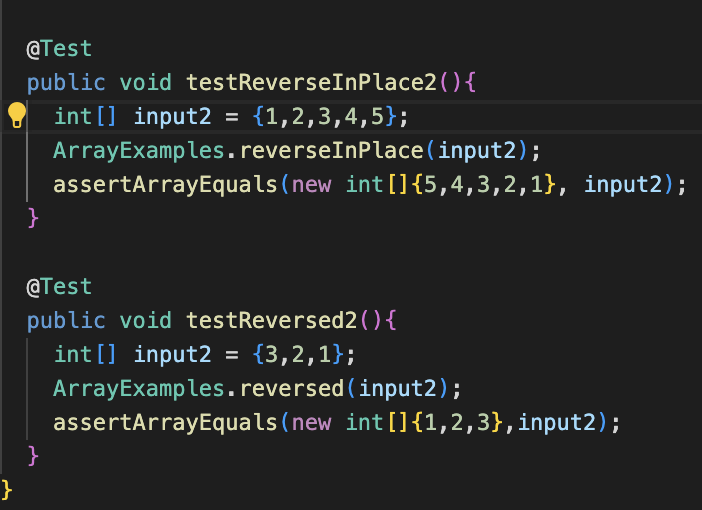 @Test
public void testReverseInPlace2(){
int[] input2 = {1,2,3,4,5};
ArrayExamples.reverseInPlace(input2);
assertArrayEquals(new int[]{5,4,3,2,1}, input2);
}
@Test
public void testReversed2(){
int[] input2 = {3,2,1};
ArrayExamples.reversed(input2);
assertArrayEquals(new int[]{1,2,3},input2);
}
}